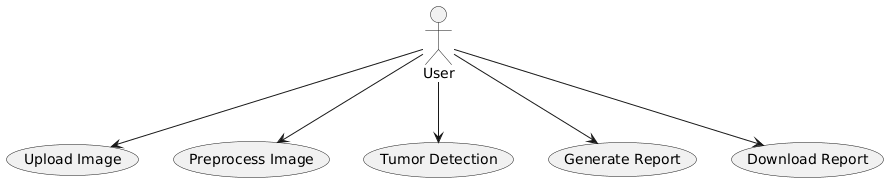 User
Upload Image
Preprocess Image
Tumor Detection
Generate Report
Download Report